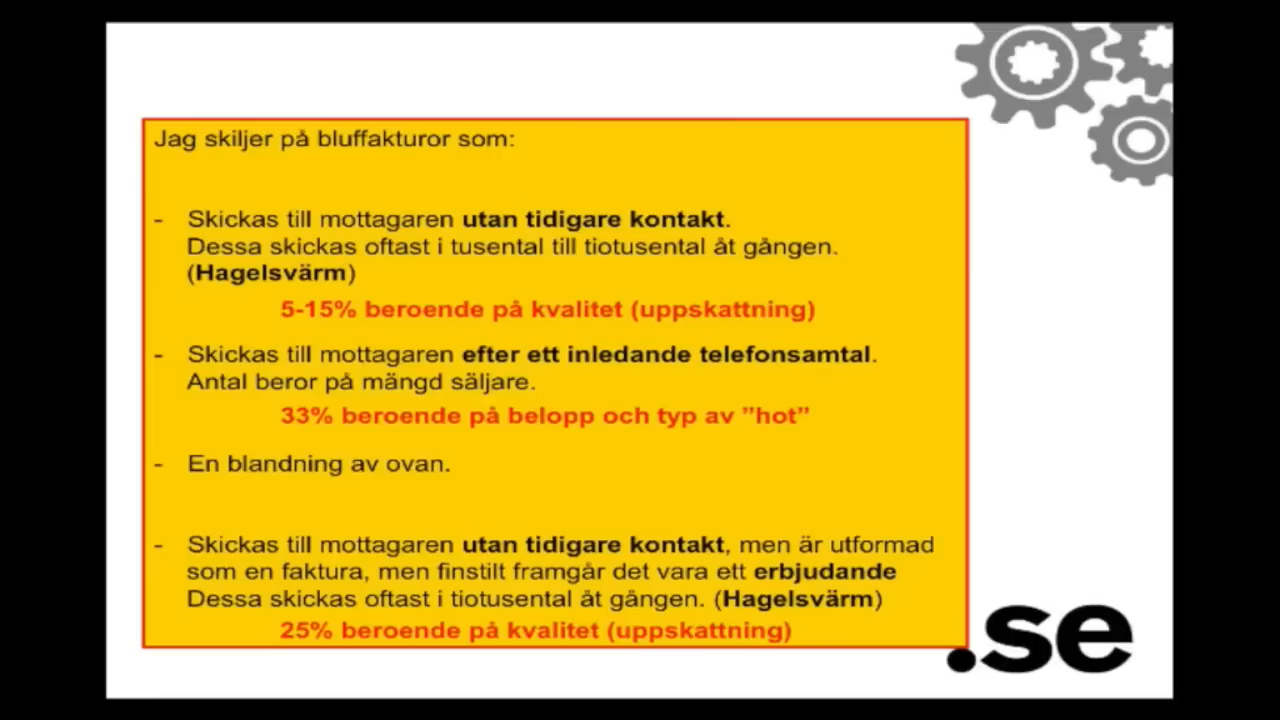 Jag skiljer på bluffakturor som:
- Skickas till mottagaren utan tidigare kontakt.
Dessa skickas oftast i tusental till tiotusental åt gången.
(Hagelsvärm)
5-15% beroende på kvalitet (uppskattning)
- Skickas till mottagaren efter ett inledande telefonsamtal.
Antal beror på mängd säljare.
33% beroende på belopp och typ av ”hot”
- En blandning av ovan.
- Skickas till mottagaren utan tidigare kontakt, men är utformad
som en faktura, men finstilt framgår det vara ett erbjudande
Dessa skickas oftast i tiotusental åt gången. (Hagelsvärm)
25% beroende på kvalitet (uppskattning)
.se